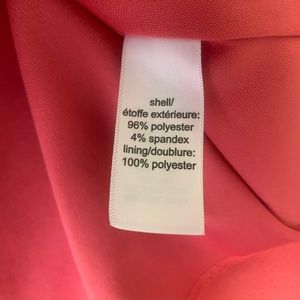 shell/
étoffe extérieure:
96% polyester
4% spandex
lining/doublure:
100% polyester